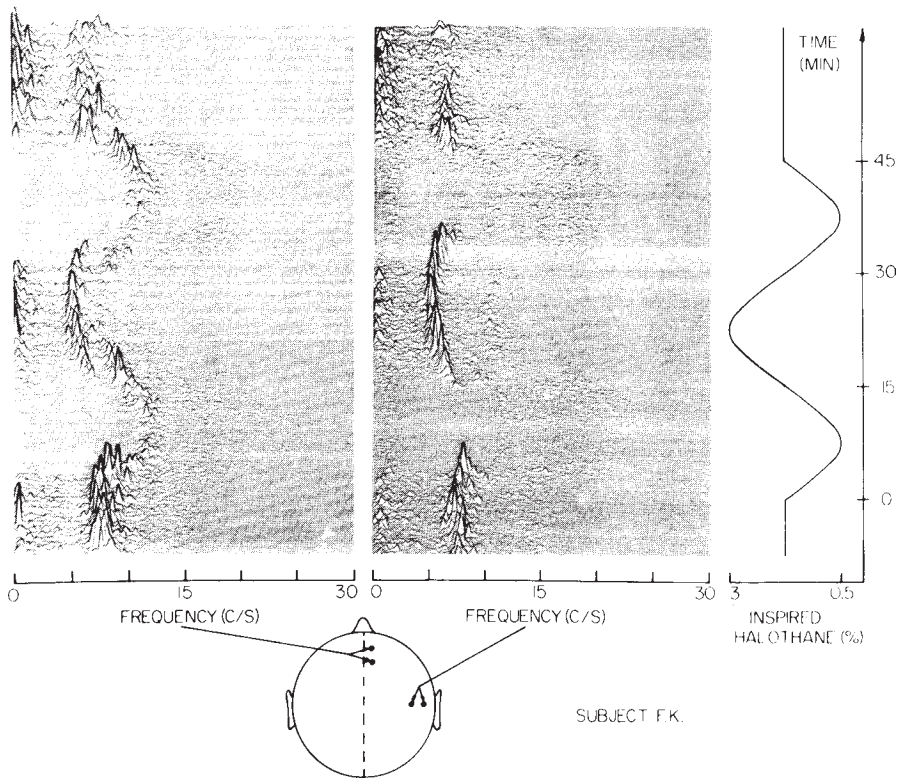 TIME
(MIN)
45
30
15
0
0 15 30
0 15 30
3 0.5
FREQUENCY (C/S)
FREQUENCY (C/S)
INSPIRED
HALOTHANE (%)
SUBJECT F.K.